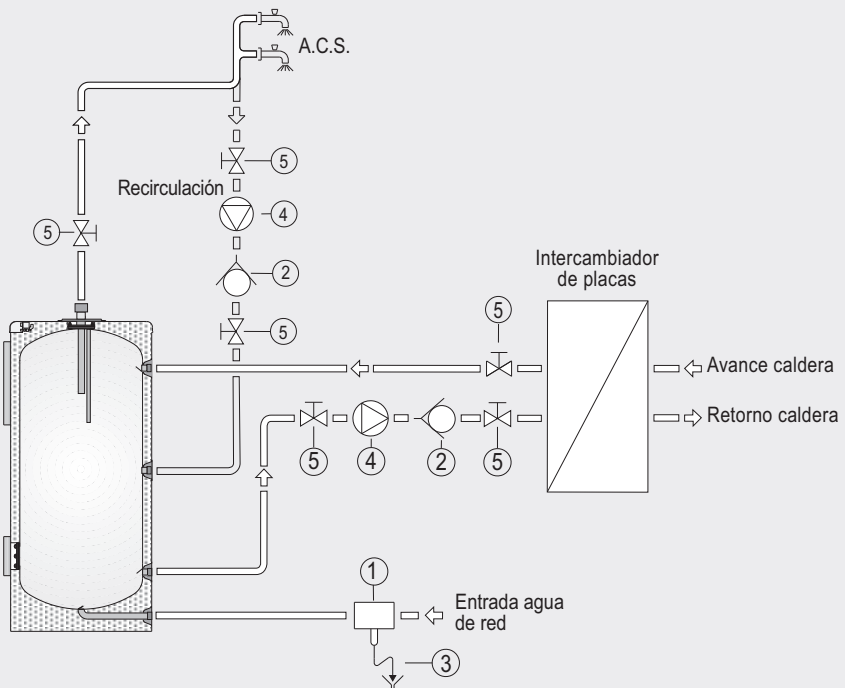 A.C.S.
5
Recirculación
4
5
2
Intercambiador
de placas
5
5
Avance caldera
Retorno caldera
5
4
2
5
1
Entrada agua
de red
3